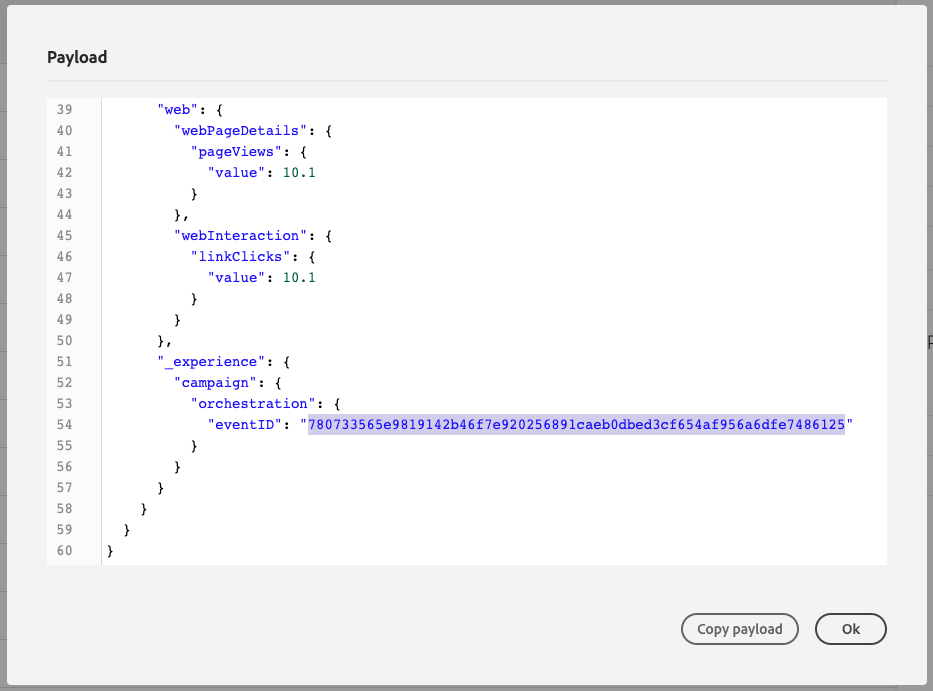 Payload
39 "web": {
40 "webPageDetails": {
41 "pageViews": {
42 "value": 10.1
43 }
44 },
45 "webInteraction": {
46 "linkClicks": {
47 "value": 10.1
48 }
49 }
50 },
51 "_experience": {
52 "campaign": {
53 "orchestration": {
54 "eventID": "780733565e9819142b46f7e920256891caeb0dbed3cf654af956a6dfe7486125"
55 }
56 }
57 }
58 }
59 }
60 }
Copy payload Ok